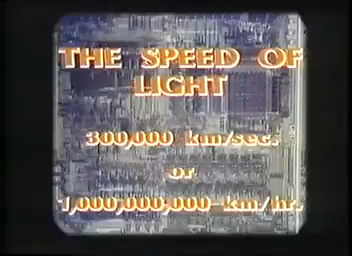 THE SPEED OF
LIGHT
300,000 km/sec.
or
1,000,000,000 km/hr.